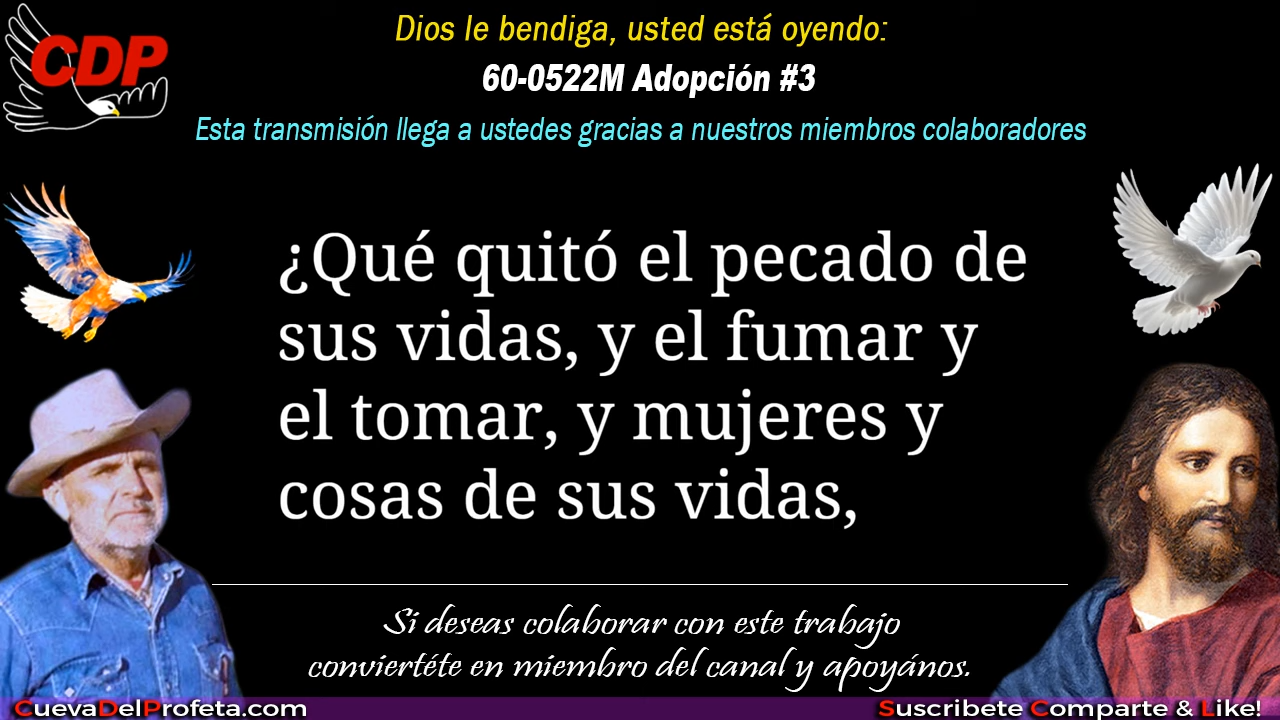 CDP
Dios le bendiga, usted está oyendo:
60-0522M Adopción #3
Esta transmisión llega a ustedes gracias a nuestros miembros colaboradores
¿Qué quitó el pecado de
sus vidas, y el fumar y
el tomar, y mujeres y
cosas de sus vidas,
Si deseas colaborar con este trabajo
conviertéte en miembro del canal y apoyános.
CuevaDelProfeta.com
Suscribete Comparte & Like!